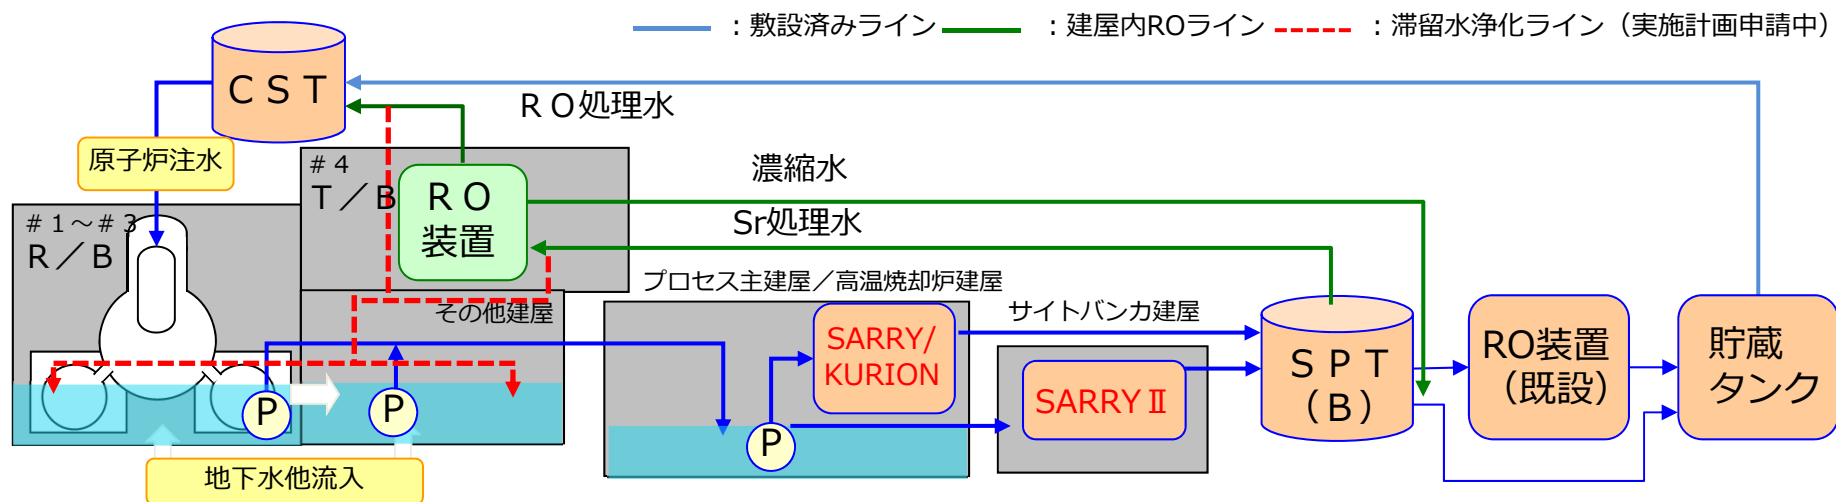 ：敷設済みライン
：建屋内ROライン
：滞留水浄化ライン（実施計画申請中）
ＣＳＴ
ＲＯ処理水
原子炉注水
＃４
Ｔ／Ｂ
ＲＯ
装置
濃縮水
Sr処理水
＃１～＃３
Ｒ／Ｂ
その他建屋
プロセス主建屋／高温焼却炉建屋
サイトバンカ建屋
SARRY/
KURION
SARRYⅡ
ＳＰＴ
（Ｂ）
RO装置
（既設）
貯蔵
タンク
P
P
P
地下水他流入